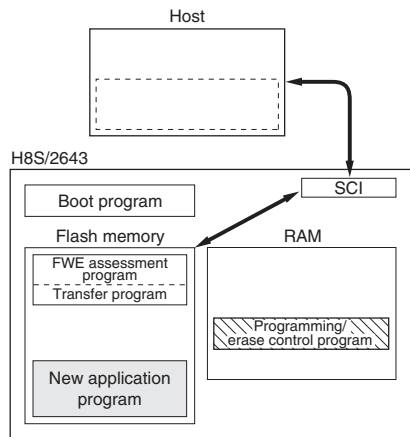 Host
H8S/2643
SCI
Boot program
Flash memory
RAM
FWE assessment
program
Transfer program
Programming/
erase control program
New application
program